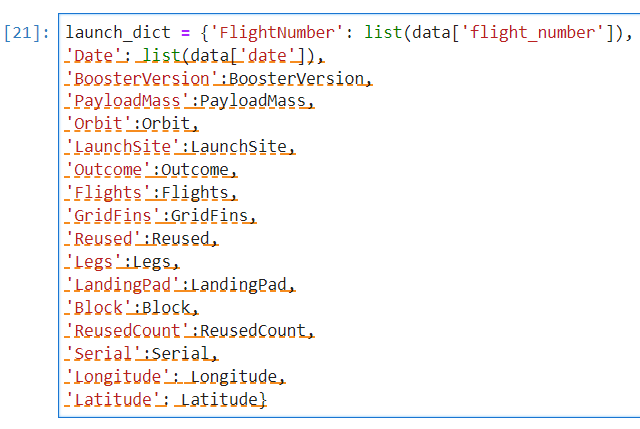 [21]: launch_dict = {'FlightNumber': list(data['flight_number']),
'Date': list(data['date']),
'BoosterVersion':BoosterVersion,
'PayloadMass':PayloadMass,
'Orbit':Orbit,
'LaunchSite':LaunchSite,
'Outcome':Outcome,
'Flights':Flights,
'GridFins':GridFins,
'Reused':Reused,
'Legs':Legs,
'LandingPad':LandingPad,
'Block':Block,
'ReusedCount':ReusedCount,
'Serial':Serial,
'Longitude': Longitude,
'Latitude': Latitude}